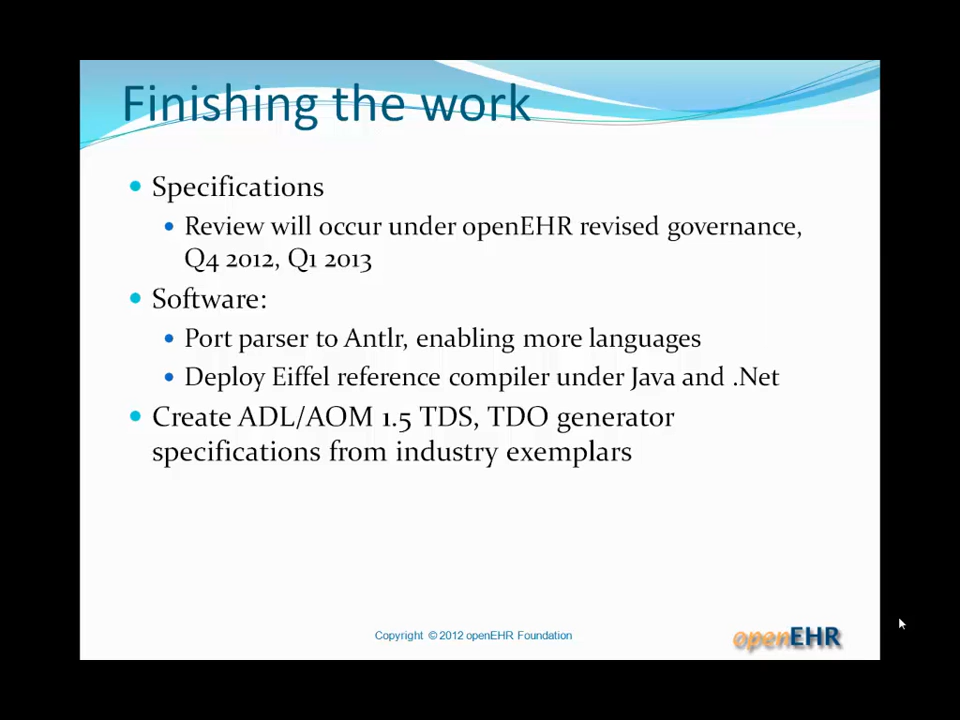 Finishing the work
• Specifications
• Review will occur under openEHR revised governance,
Q4 2012, Q1 2013
• Software:
• Port parser to Antlr, enabling more languages
• Deploy Eiffel reference compiler under Java and .Net
• Create ADL/AOM 1.5 TDS, TDO generator
specifications from industry exemplars
Copyright © 2012 openEHR Foundation
openEHR